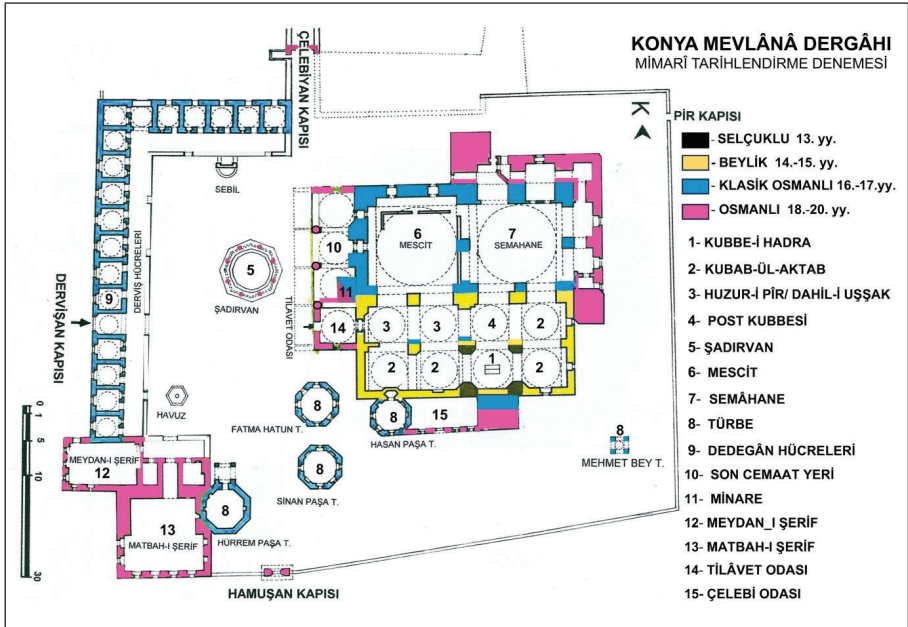 KONYA MEVLÂNÂ DERGÂHI
MİMARÎ TARİHLENDİRME DENEMESİ
ÇELEBİYAN KAPISI
K
PİR KAPISI
- SELÇUKLU 13. yy.
- BEYLİK 14.-15. yy.
- KLASİK OSMANLI 16.-17.yy.
- OSMANLI 18.-20. yy.
1- KUBBE-İ HADRA
2- KUBAB-ÜL-AKTAB
3- HUZUR-İ PÎR/ DAHİL-İ UŞŞAK
4- POST KUBBESİ
5- ŞADIRVAN
6- MESCİT
7- SEMÂHANE
8- TÜRBE
9- DEDEGÂN HÜCRELERİ
10- SON CEMAAT YERİ
11- MİNARE
12- MEYDAN_I ŞERİF
13- MATBAH-I ŞERİF
14- TİLÂVET ODASI
15- ÇELEBİ ODASI
SEBİL
DERVİŞ HÜCRELERİ
DERVİŞAN KAPISI
9
5
ŞADIRVAN
TİLAVET ODASI
10
11
14
6
MESCİT
7
SEMAHANE
3 3 4 2
2 2 1 2
HAVUZ
8
FATMA HATUN T.
8
HASAN PAŞA T.
15
8
SİNAN PAŞA T.
8
MEHMET BEY T.
MEYDAN-I ŞERİF
12
13
MATBAH-I ŞERİF
8
HÜRREM PAŞA T.
HAMUŞAN KAPISI
0 1
5
10
30